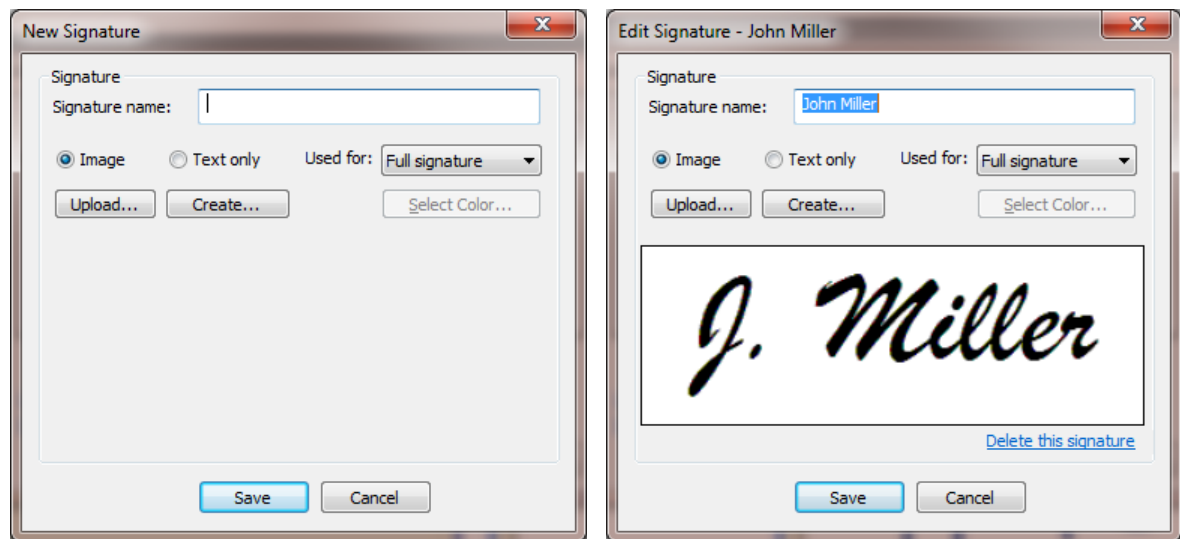 New Signature
Signature
Signature name:
Image Text only Used for: Full signature
Upload... Create... Select Color...
Save Cancel
Edit Signature - John Miller
Signature
Signature name: John Miller
Image Text only Used for: Full signature
Upload... Create... Select Color...
J. Miller
Delete this signature
Save Cancel